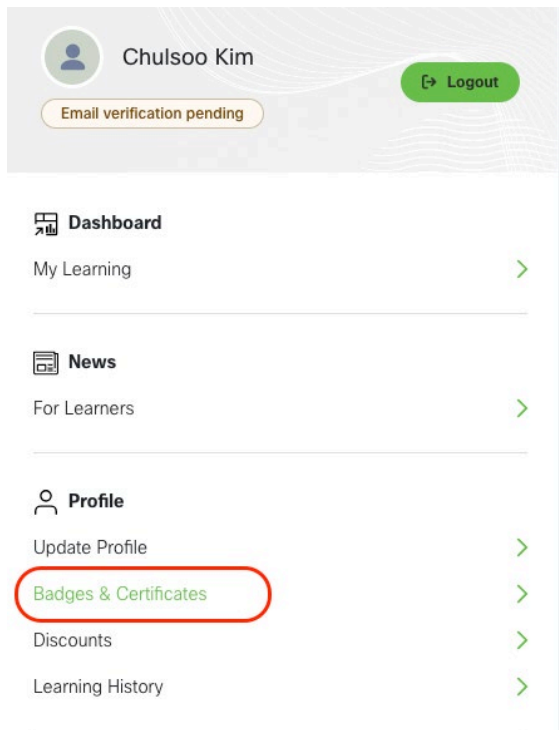 Chulsoo Kim
Logout
Email verification pending
Dashboard
My Learning
News
For Learners
Profile
Update Profile
Badges & Certificates
Discounts
Learning History